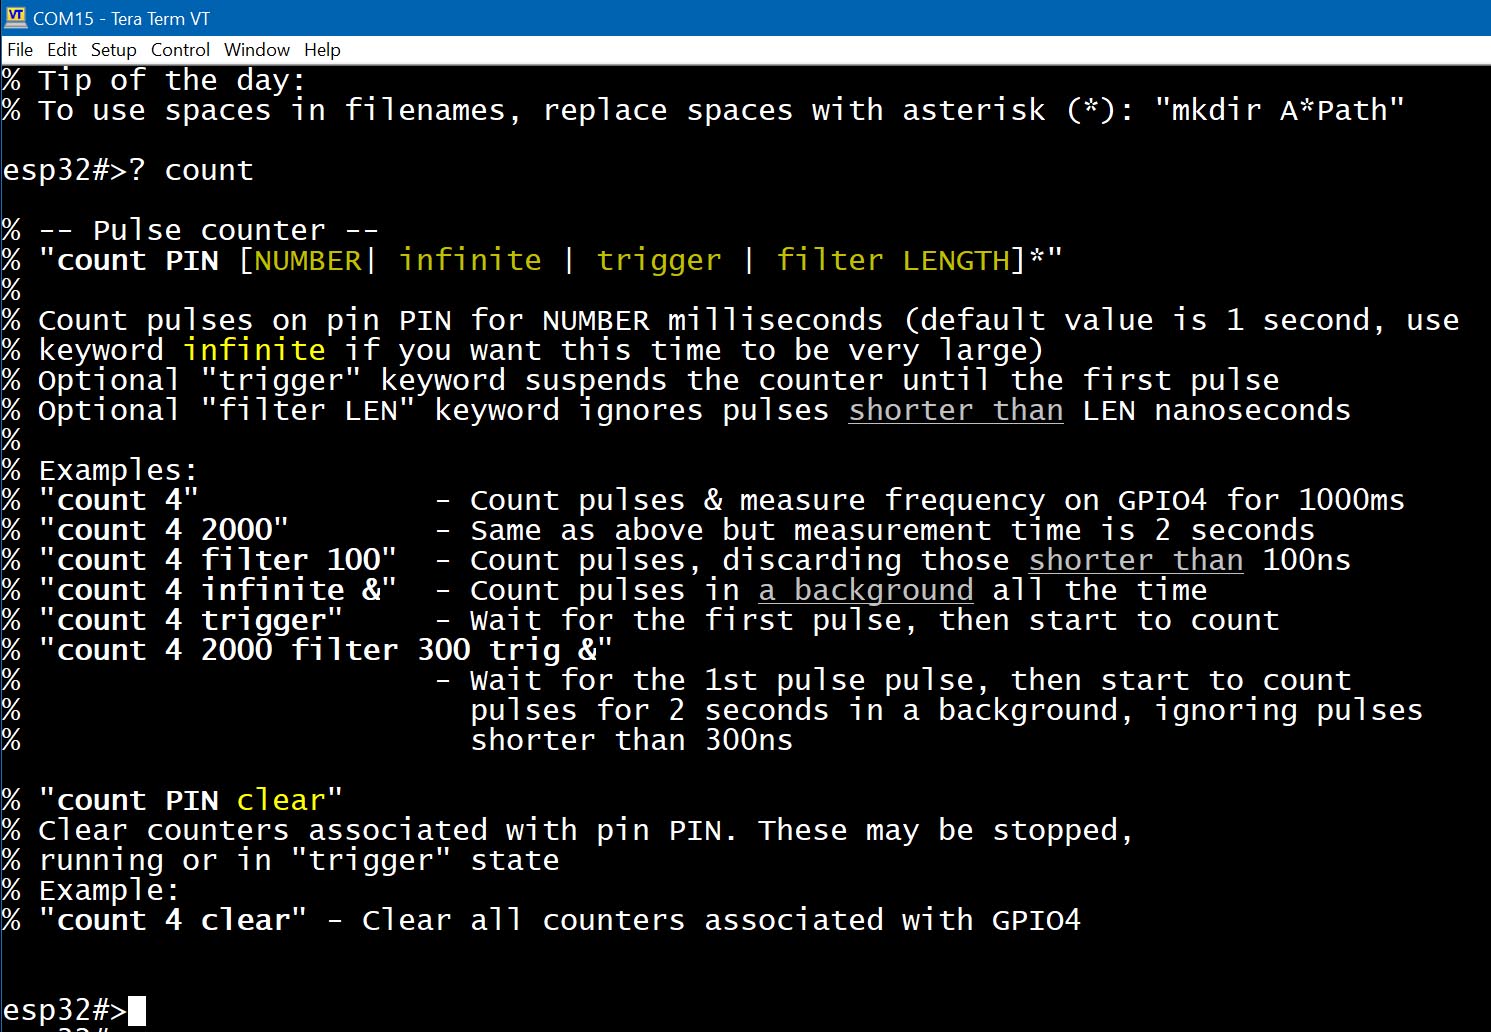 COM15 - Tera Term VT
File Edit Setup Control Window Help
% Tip of the day:
% To use spaces in filenames, replace spaces with asterisk (*): "mkdir A*Path"
esp32#>? count
% -- Pulse counter --
% "count PIN [NUMBER| infinite | trigger | filter LENGTH]*"
%
% Count pulses on pin PIN for NUMBER milliseconds (default value is 1 second, use
% keyword infinite if you want this time to be very large)
% Optional "trigger" keyword suspends the counter until the first pulse
% Optional "filter LEN" keyword ignores pulses shorter than LEN nanoseconds
%
% Examples:
% "count 4" - Count pulses & measure frequency on GPIO4 for 1000ms
% "count 4 2000" - Same as above but measurement time is 2 seconds
% "count 4 filter 100" - Count pulses, discarding those shorter than 100ns
% "count 4 infinite &" - Count pulses in a background all the time
% "count 4 trigger" - Wait for the first pulse, then start to count
% "count 4 2000 filter 300 trig &"
% - Wait for the 1st pulse pulse, then start to count
% pulses for 2 seconds in a background, ignoring pulses
% shorter than 300ns
% "count PIN clear"
% Clear counters associated with pin PIN. These may be stopped,
% running or in "trigger" state
% Example:
% "count 4 clear" - Clear all counters associated with GPIO4
esp32#>